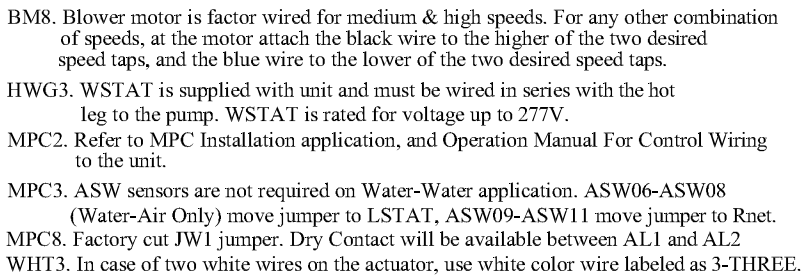 BM8. Blower motor is factor wired for medium & high speeds. For any other combination
of speeds, at the motor attach the black wire to the higher of the two desired
speed taps, and the blue wire to the lower of the two desired speed taps.
HWG3. WSTAT is supplied with unit and must be wired in series with the hot
leg to the pump. WSTAT is rated for voltage up to 277V.
MPC2. Refer to MPC Installation application, and Operation Manual For Control Wiring
to the unit.
MPC3. ASW sensors are not required on Water-Water application. ASW06-ASW08
(Water-Air Only) move jumper to LSTAT, ASW09-ASW11 move jumper to Rnet.
MPC8. Factory cut JW1 jumper. Dry Contact will be available between AL1 and AL2
WHT3. In case of two white wires on the actuator, use white color wire labeled as 3-THREE.